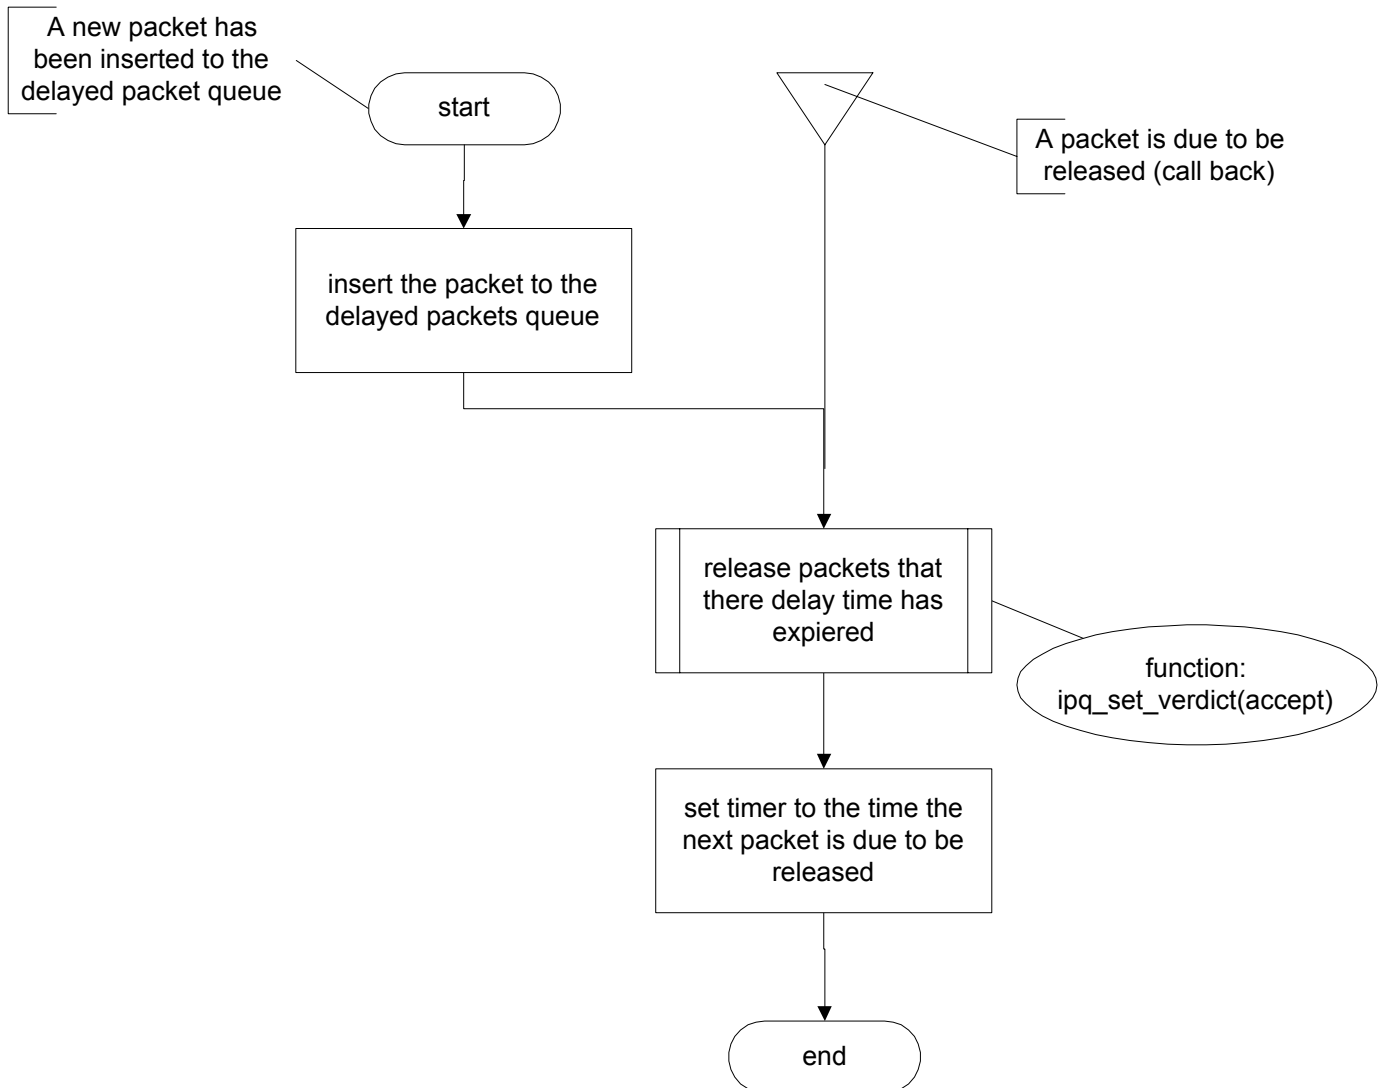 A new packet has
been inserted to the
delayed packet queue
start
A packet is due to be
released (call back)
insert the packet to the
delayed packets queue
release packets that
there delay time has
expiered
function:
ipq_set_verdict(accept)
set timer to the time the
next packet is due to be
released
end